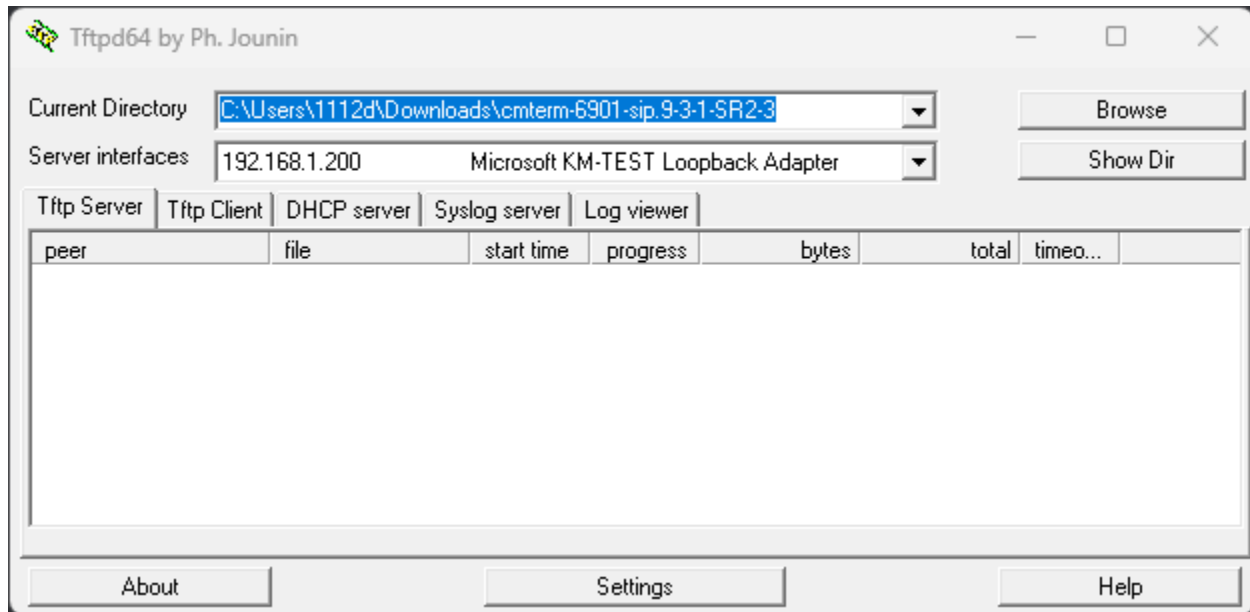 Tftpd64 by Ph. Jounin
Current Directory C:\Users\1112d\Downloads\cmterm-6901-sip.9-3-1-SR2-3 Browse
Server interfaces 192.168.1.200 Microsoft KM-TEST Loopback Adapter Show Dir
Tftp Server Tftp Client DHCP server Syslog server Log viewer
peer file start time progress bytes total timeo...
About Settings Help